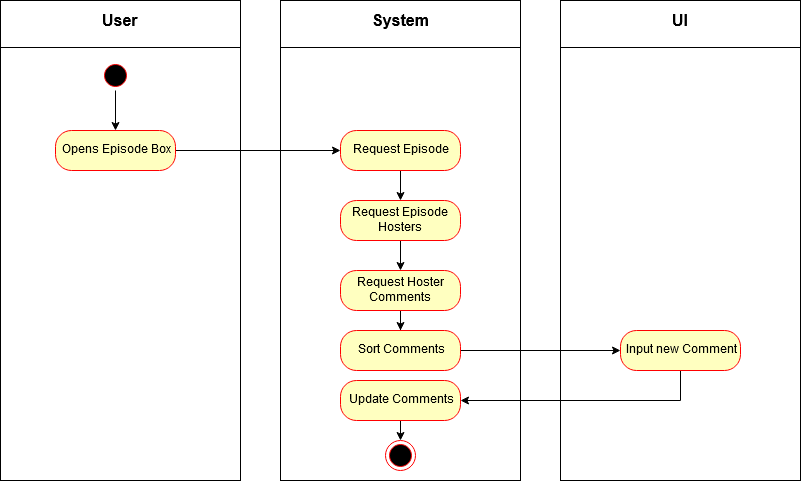 User
System
UI
Opens Episode Box
Request Episode
Request Episode
Hosters
Request Hoster
Comments
Sort Comments
Input new Comment
Update Comments